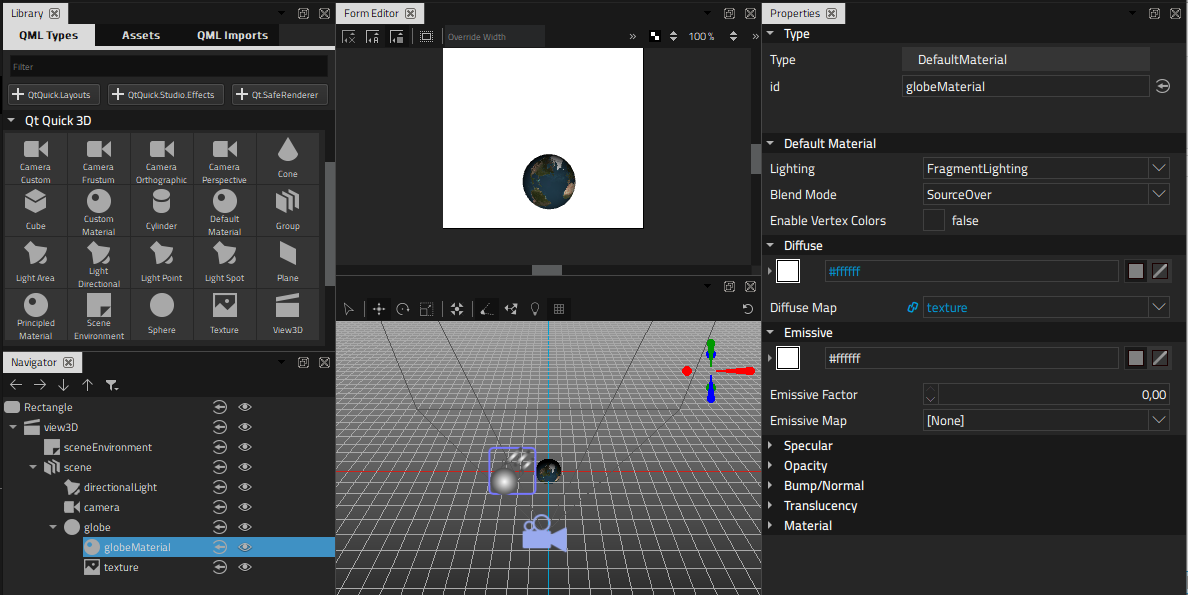 Library
QML Types Assets QML Imports
Filter
QtQuick.Layouts QtQuick.Studio.Effects Qt.SafeRenderer
Qt Quick 3D
Camera Custom
Camera Frustum
Camera Orthographic
Camera Perspective
Cone
Cube
Custom Material
Cylinder
Default Material
Group
Light Area
Light Directional
Light Point
Light Spot
Plane
Principled Material
Scene Environment
Sphere
Texture
View3D
Navigator
Rectangle
view3D
sceneEnvironment
scene
directionalLight
camera
globe
globeMaterial
texture
Form Editor
Override Width » 100 % »
Properties
Type
Type DefaultMaterial
id globeMaterial
Default Material
Lighting FragmentLighting
Blend Mode SourceOver
Enable Vertex Colors false
Diffuse
#ffffff
Diffuse Map texture
Emissive
#ffffff
Emissive Factor 0,00
Emissive Map [None]
Specular
Opacity
Bump/Normal
Translucency
Material